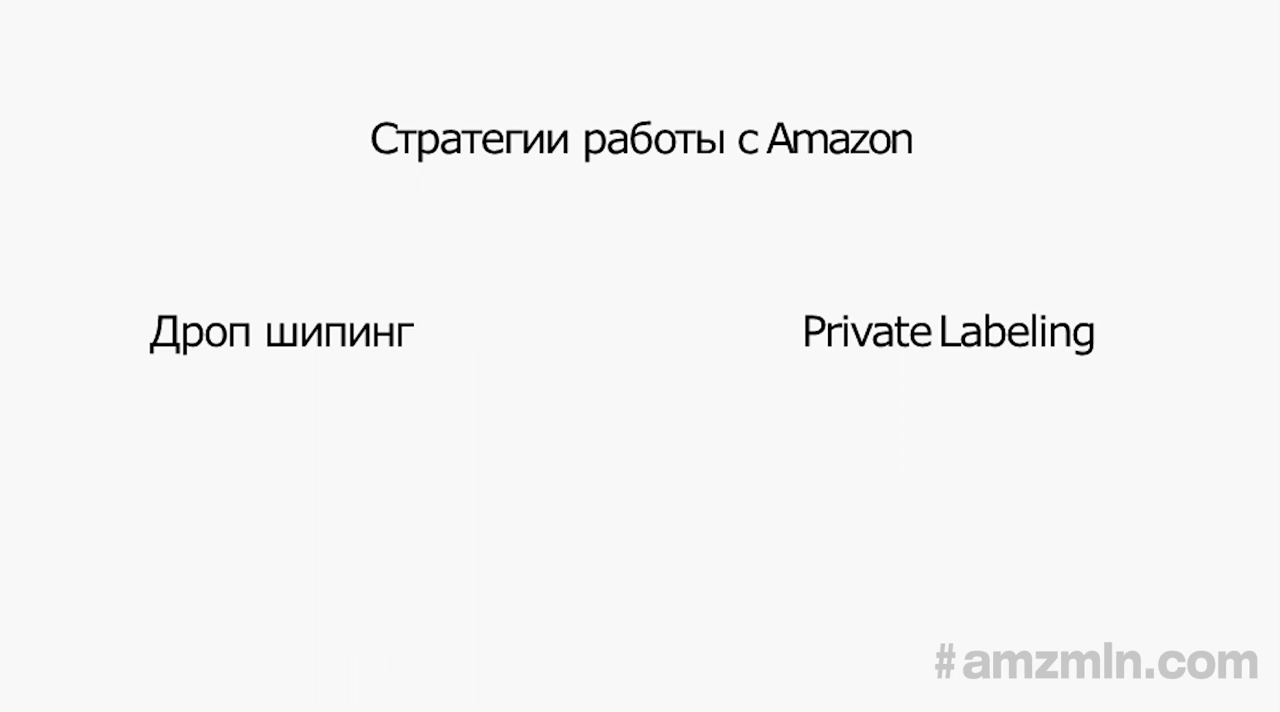 Стратегии работы с Amazon
Дроп шипинг
Private Labeling
#amzmln.com